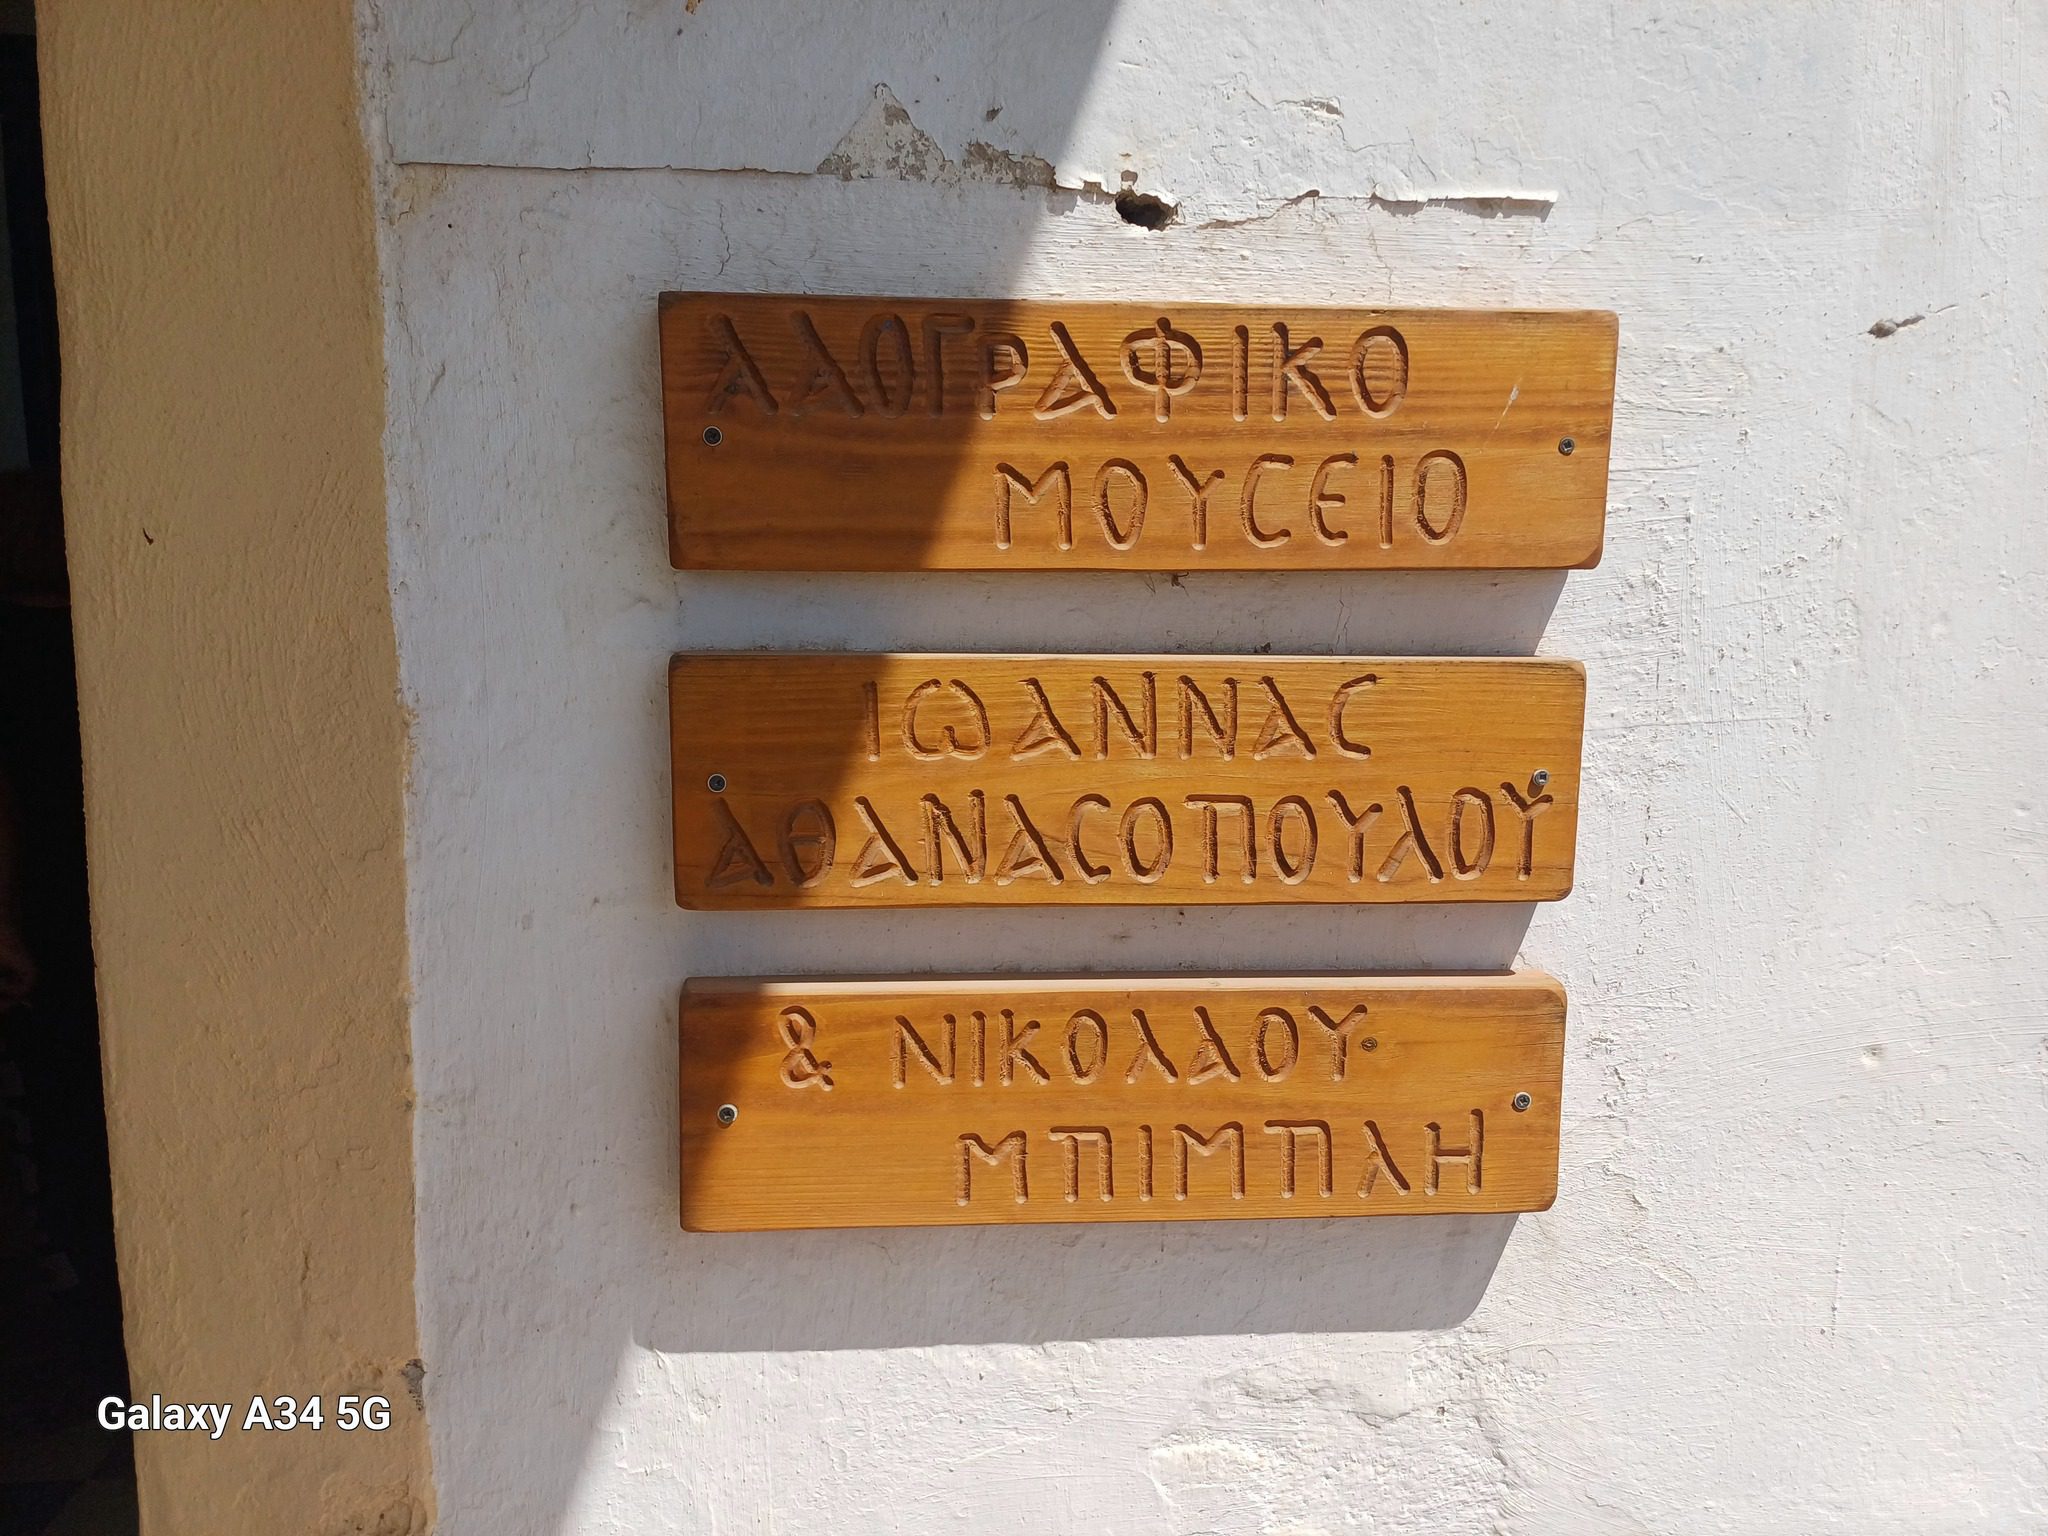 ΛΑΟΓΡΑΦΙΚΟ
ΜΟΥΣΕΙΟ
ΙΩΑΝΝΑΣ
ΑΘΑΝΑΣΟΠΟΥΛΟΥ
& ΝΙΚΟΛΑΟΥ
ΜΠΙΜΠΛΗ
Galaxy A34 5G